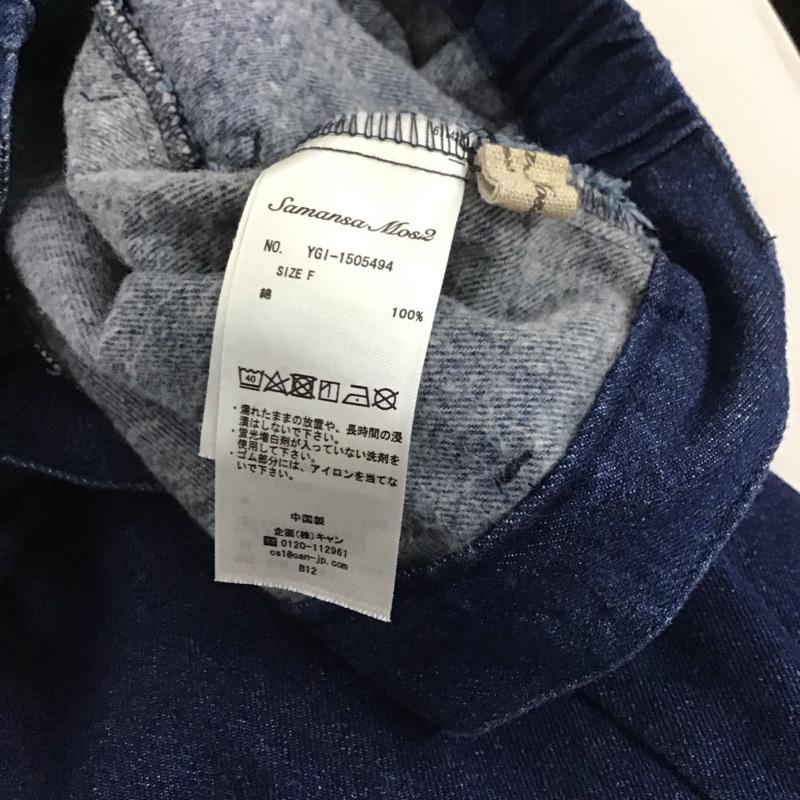 Samansa Mos2
NO. YGI-1505494
SIZE F
綿
100%
40
・濡れたままの放置や、長時間の浸
漬はしないで下さい。
・蛍光増白剤が入っていない洗剤を
使用して下さい。
・ゴム部分には、アイロンを当てな
いで下さい。
中国製
企画(株)キャン
☎ 0120-112961
cs1@can-jp.com
B12